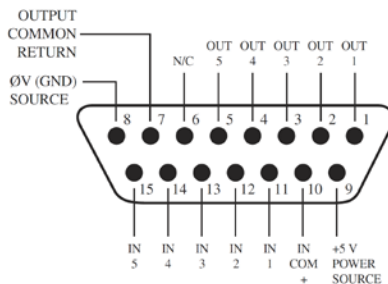 OUTPUT
COMMON
RETURN
N/C
OUT OUT OUT OUT OUT
5 4 3 2 1
ØV (GND)
SOURCE
8 7 6 5 4 3 2 1
15 14 13 12 11 10 9
IN IN IN IN IN IN +5 V
5 4 3 2 1 COM POWER
+ SOURCE